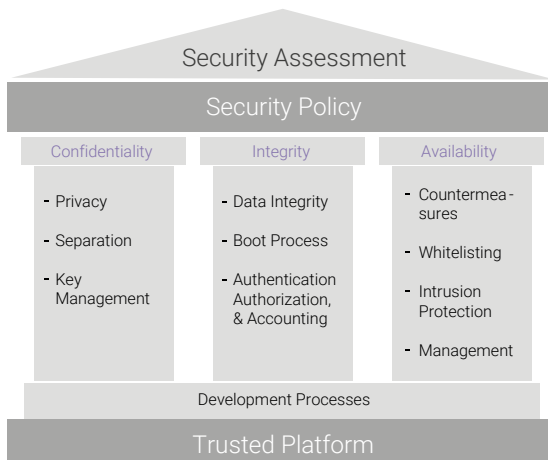 Security Assessment
Security Policy
Confidentiality
- Privacy
- Separation
- Key
Management
Integrity
- Data Integrity
- Boot Process
- Authentication
Authorization,
& Accounting
Availability
- Countermea-
sures
- Whitelisting
- Intrusion
Protection
- Management
Development Processes
Trusted Platform